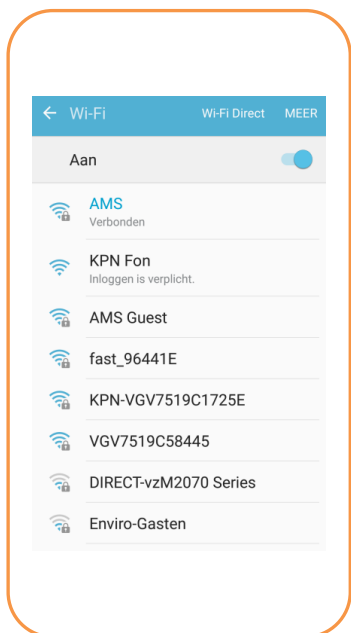 Wi-Fi Wi-Fi Direct MEER
Aan
AMS
Verbonden
KPN Fon
Inloggen is verplicht.
AMS Guest
fast_96441E
KPN-VGV7519C1725E
VGV7519C58445
DIRECT-vzM2070 Series
Enviro-Gasten